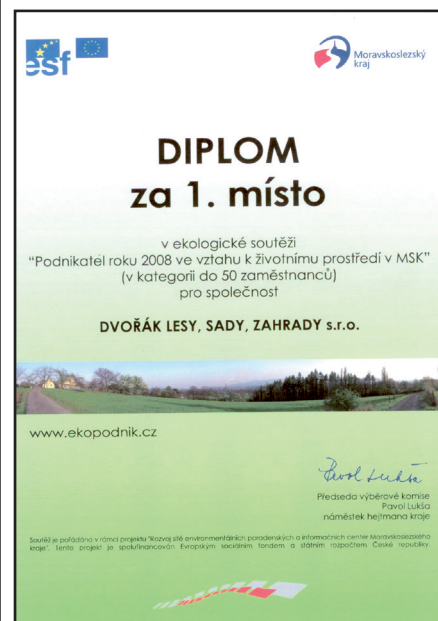 esf
Moravskoslezský
kraj
DIPLOM
za 1. místo
v ekologické soutěži
"Podnikatel roku 2008 ve vztahu k životnímu prostředí v MSK"
(v kategorii do 50 zaměstnanců)
pro společnost
DVOŘÁK LESY, SADY, ZAHRADY s.r.o.
www.ekopodnik.cz
Pavol Lukša
Předseda výběrové komise
Pavol Lukša
náměstek hejtmana kraje
Soutěž je pořádána v rámci projektu "Rozvoj sítě environmentálních poradenských a informačních center Moravskoslezského
kraje". Tento projekt je spolufinancován Evropským sociálním fondem a státním rozpočtem České republiky.